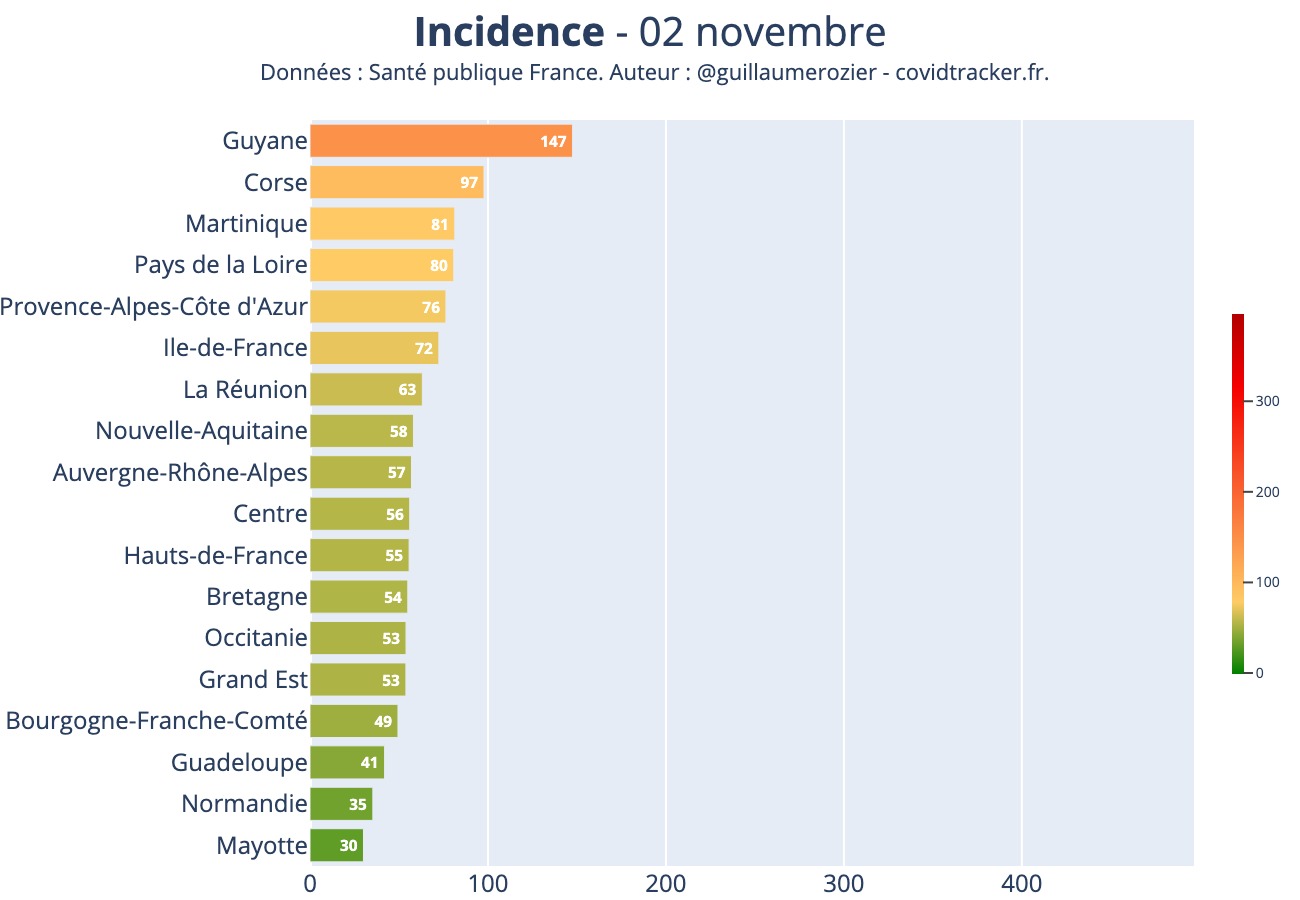 Incidence - 02 novembre
Données : Santé publique France. Auteur : @guillaumerozier - covidtracker.fr.
Guyane 147
Corse 97
Martinique 81
Pays de la Loire 80
Provence-Alpes-Côte d'Azur 76
Ile-de-France 72
La Réunion 63
Nouvelle-Aquitaine 58
Auvergne-Rhône-Alpes 57
Centre 56
Hauts-de-France 55
Bretagne 54
Occitanie 53
Grand Est 53
Bourgogne-Franche-Comté 49
Guadeloupe 41
Normandie 35
Mayotte 30
0 100 200 300 400
300
200
100
0